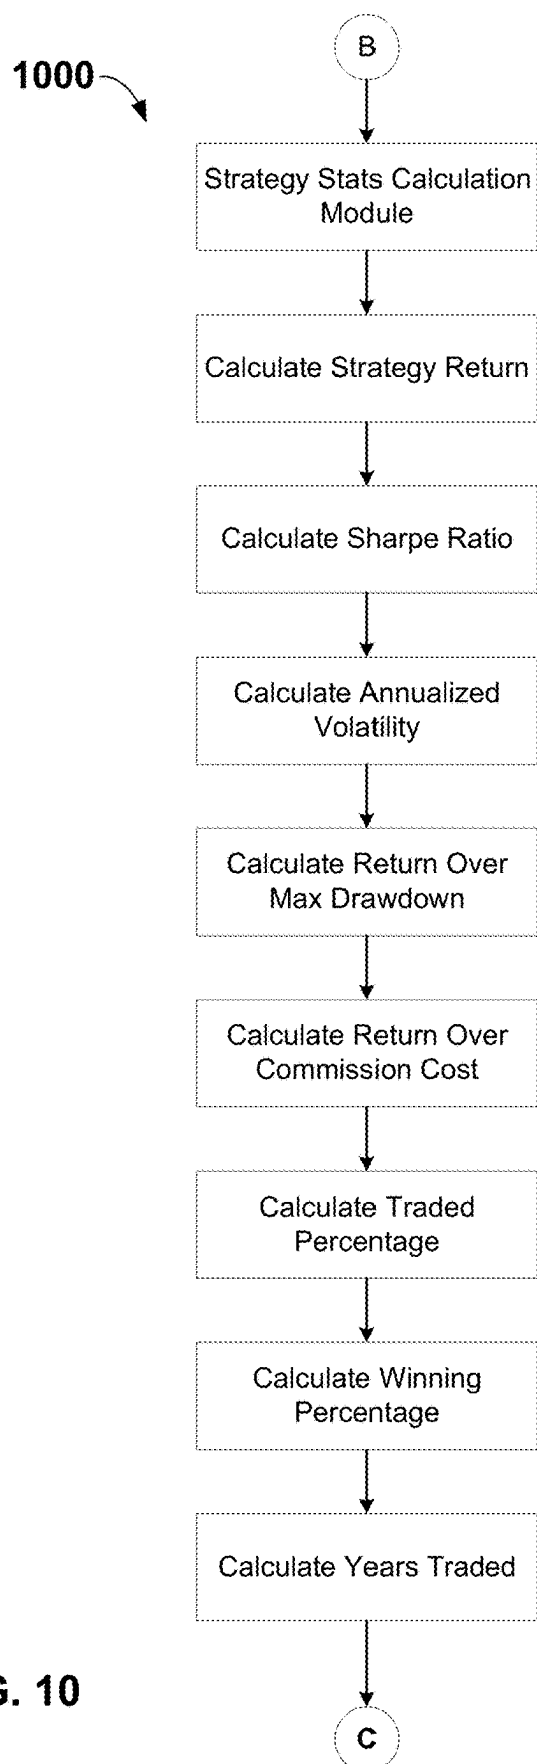 B
1000
Strategy Stats Calculation
Module
Calculate Strategy Return
Calculate Sharpe Ratio
Calculate Annualized
Volatility
Calculate Return Over
Max Drawdown
Calculate Return Over
Commission Cost
Calculate Traded
Percentage
Calculate Winning
Percentage
Calculate Years Traded
G. 10
C